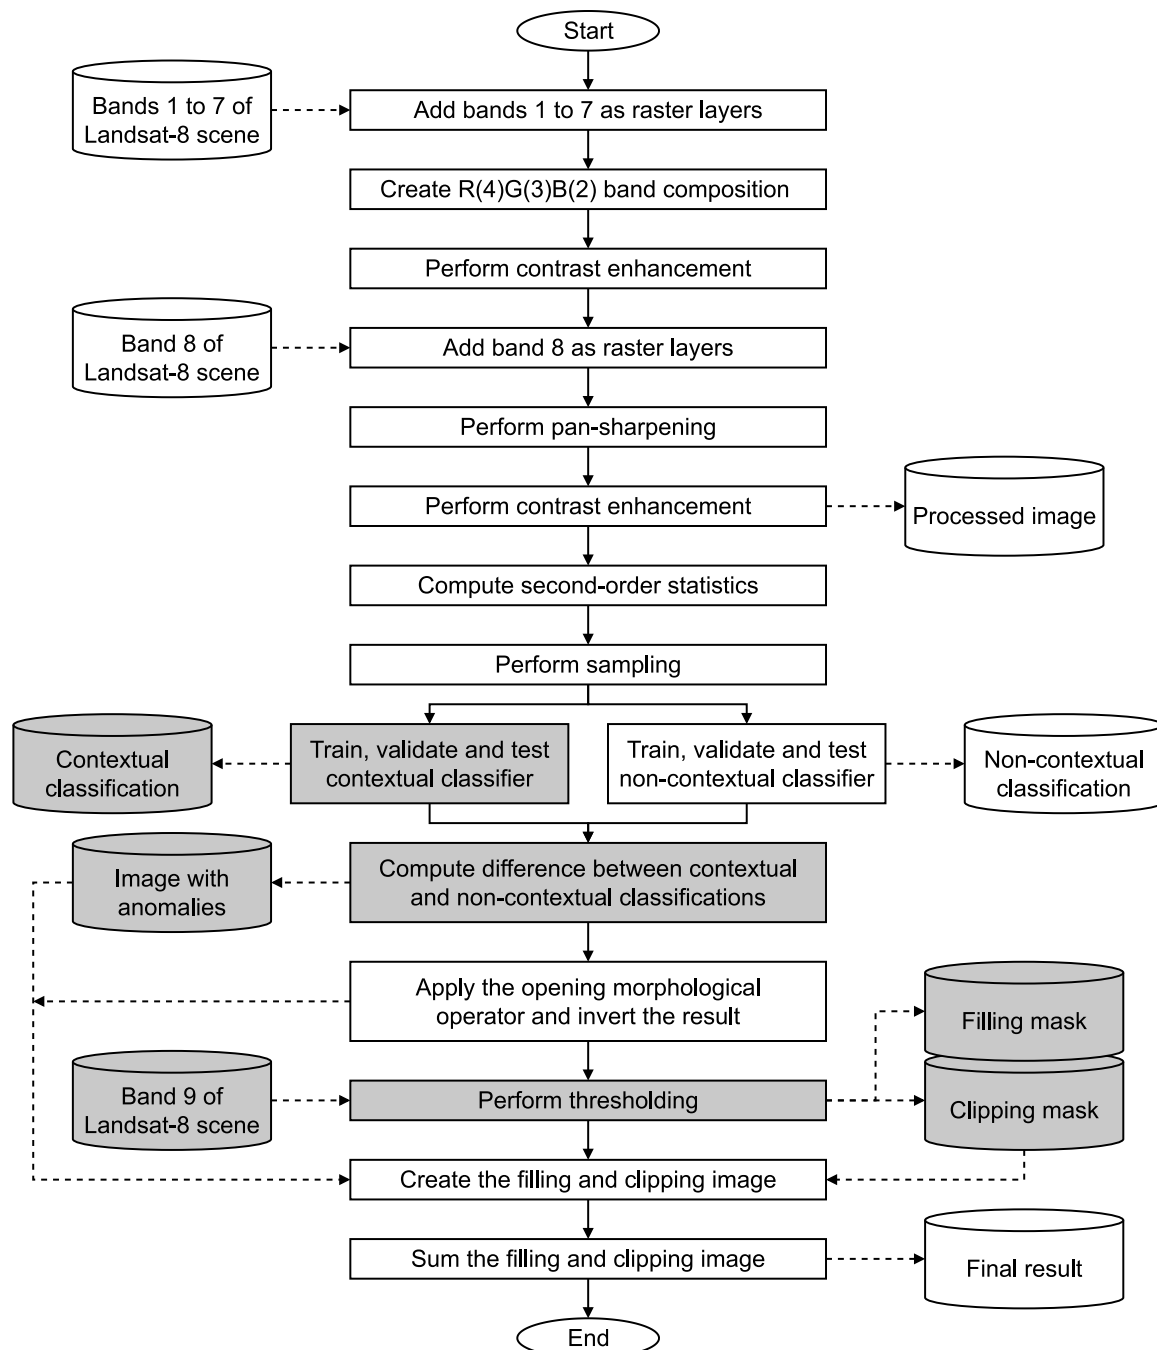 Start
Bands 1 to 7 of
Landsat-8 scene
Add bands 1 to 7 as raster layers
Create R(4)G(3)B(2) band composition
Perform contrast enhancement
Band 8 of
Landsat-8 scene
Add band 8 as raster layers
Perform pan-sharpening
Perform contrast enhancement
Processed image
Compute second-order statistics
Perform sampling
Contextual
classification
Train, validate and test
contextual classifier
Train, validate and test
non-contextual classifier
Non-contextual
classification
Image with
anomalies
Compute difference between contextual
and non-contextual classifications
Apply the opening morphological
operator and invert the result
Filling mask
Band 9 of
Landsat-8 scene
Perform thresholding
Clipping mask
Create the filling and clipping image
Sum the filling and clipping image
Final result
End